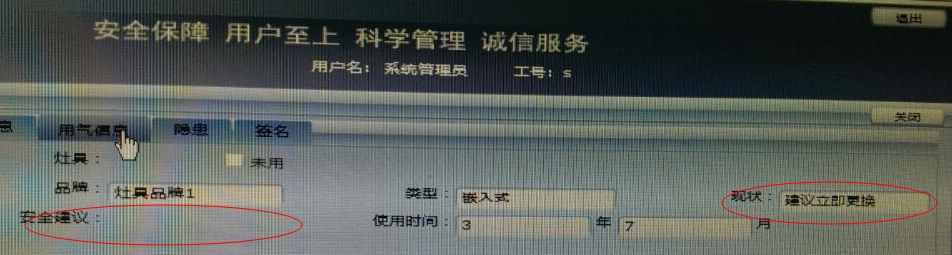 退出
安全保障 用户至上 科学管理 诚信服务
用户名： 系统管理员 工号：s
关闭
息 用气信息 隐患 签名
灶具： 未用
品牌： 灶具品牌1 类型： 嵌入式 现状： 建议立即更换
安全建议： 使用时间： 3 年 7 月